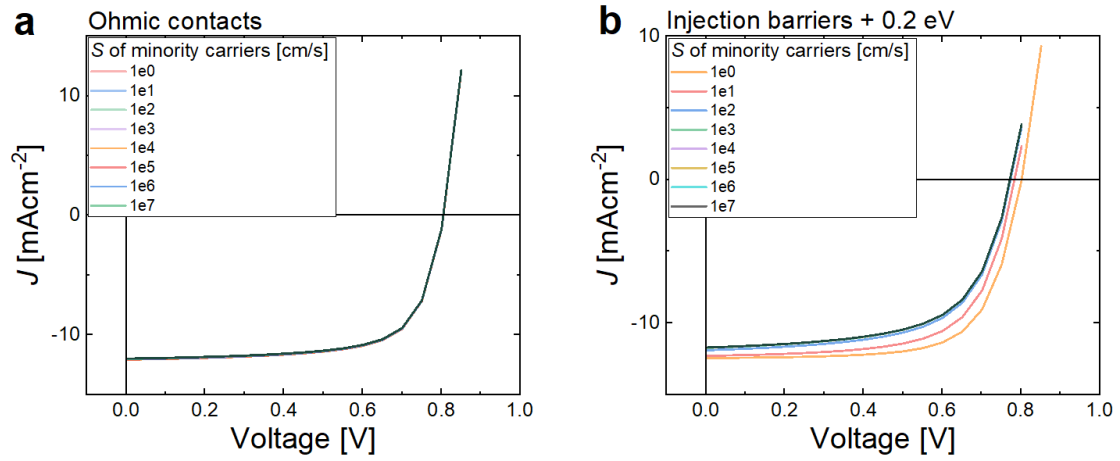 a
Ohmic contacts
S of minority carriers [cm/s]
1e0
1e1
1e2
1e3
1e4
1e5
1e6
1e7
10
0
-10
J [mAcm-2]
0.0 0.2 0.4 0.6 0.8 1.0
Voltage [V]
b
Injection barriers + 0.2 eV
S of minority carriers [cm/s]
1e0
1e1
1e2
1e3
1e4
1e5
1e6
1e7
10
0
-10
J [mAcm-2]
0.0 0.2 0.4 0.6 0.8 1.0
Voltage [V]